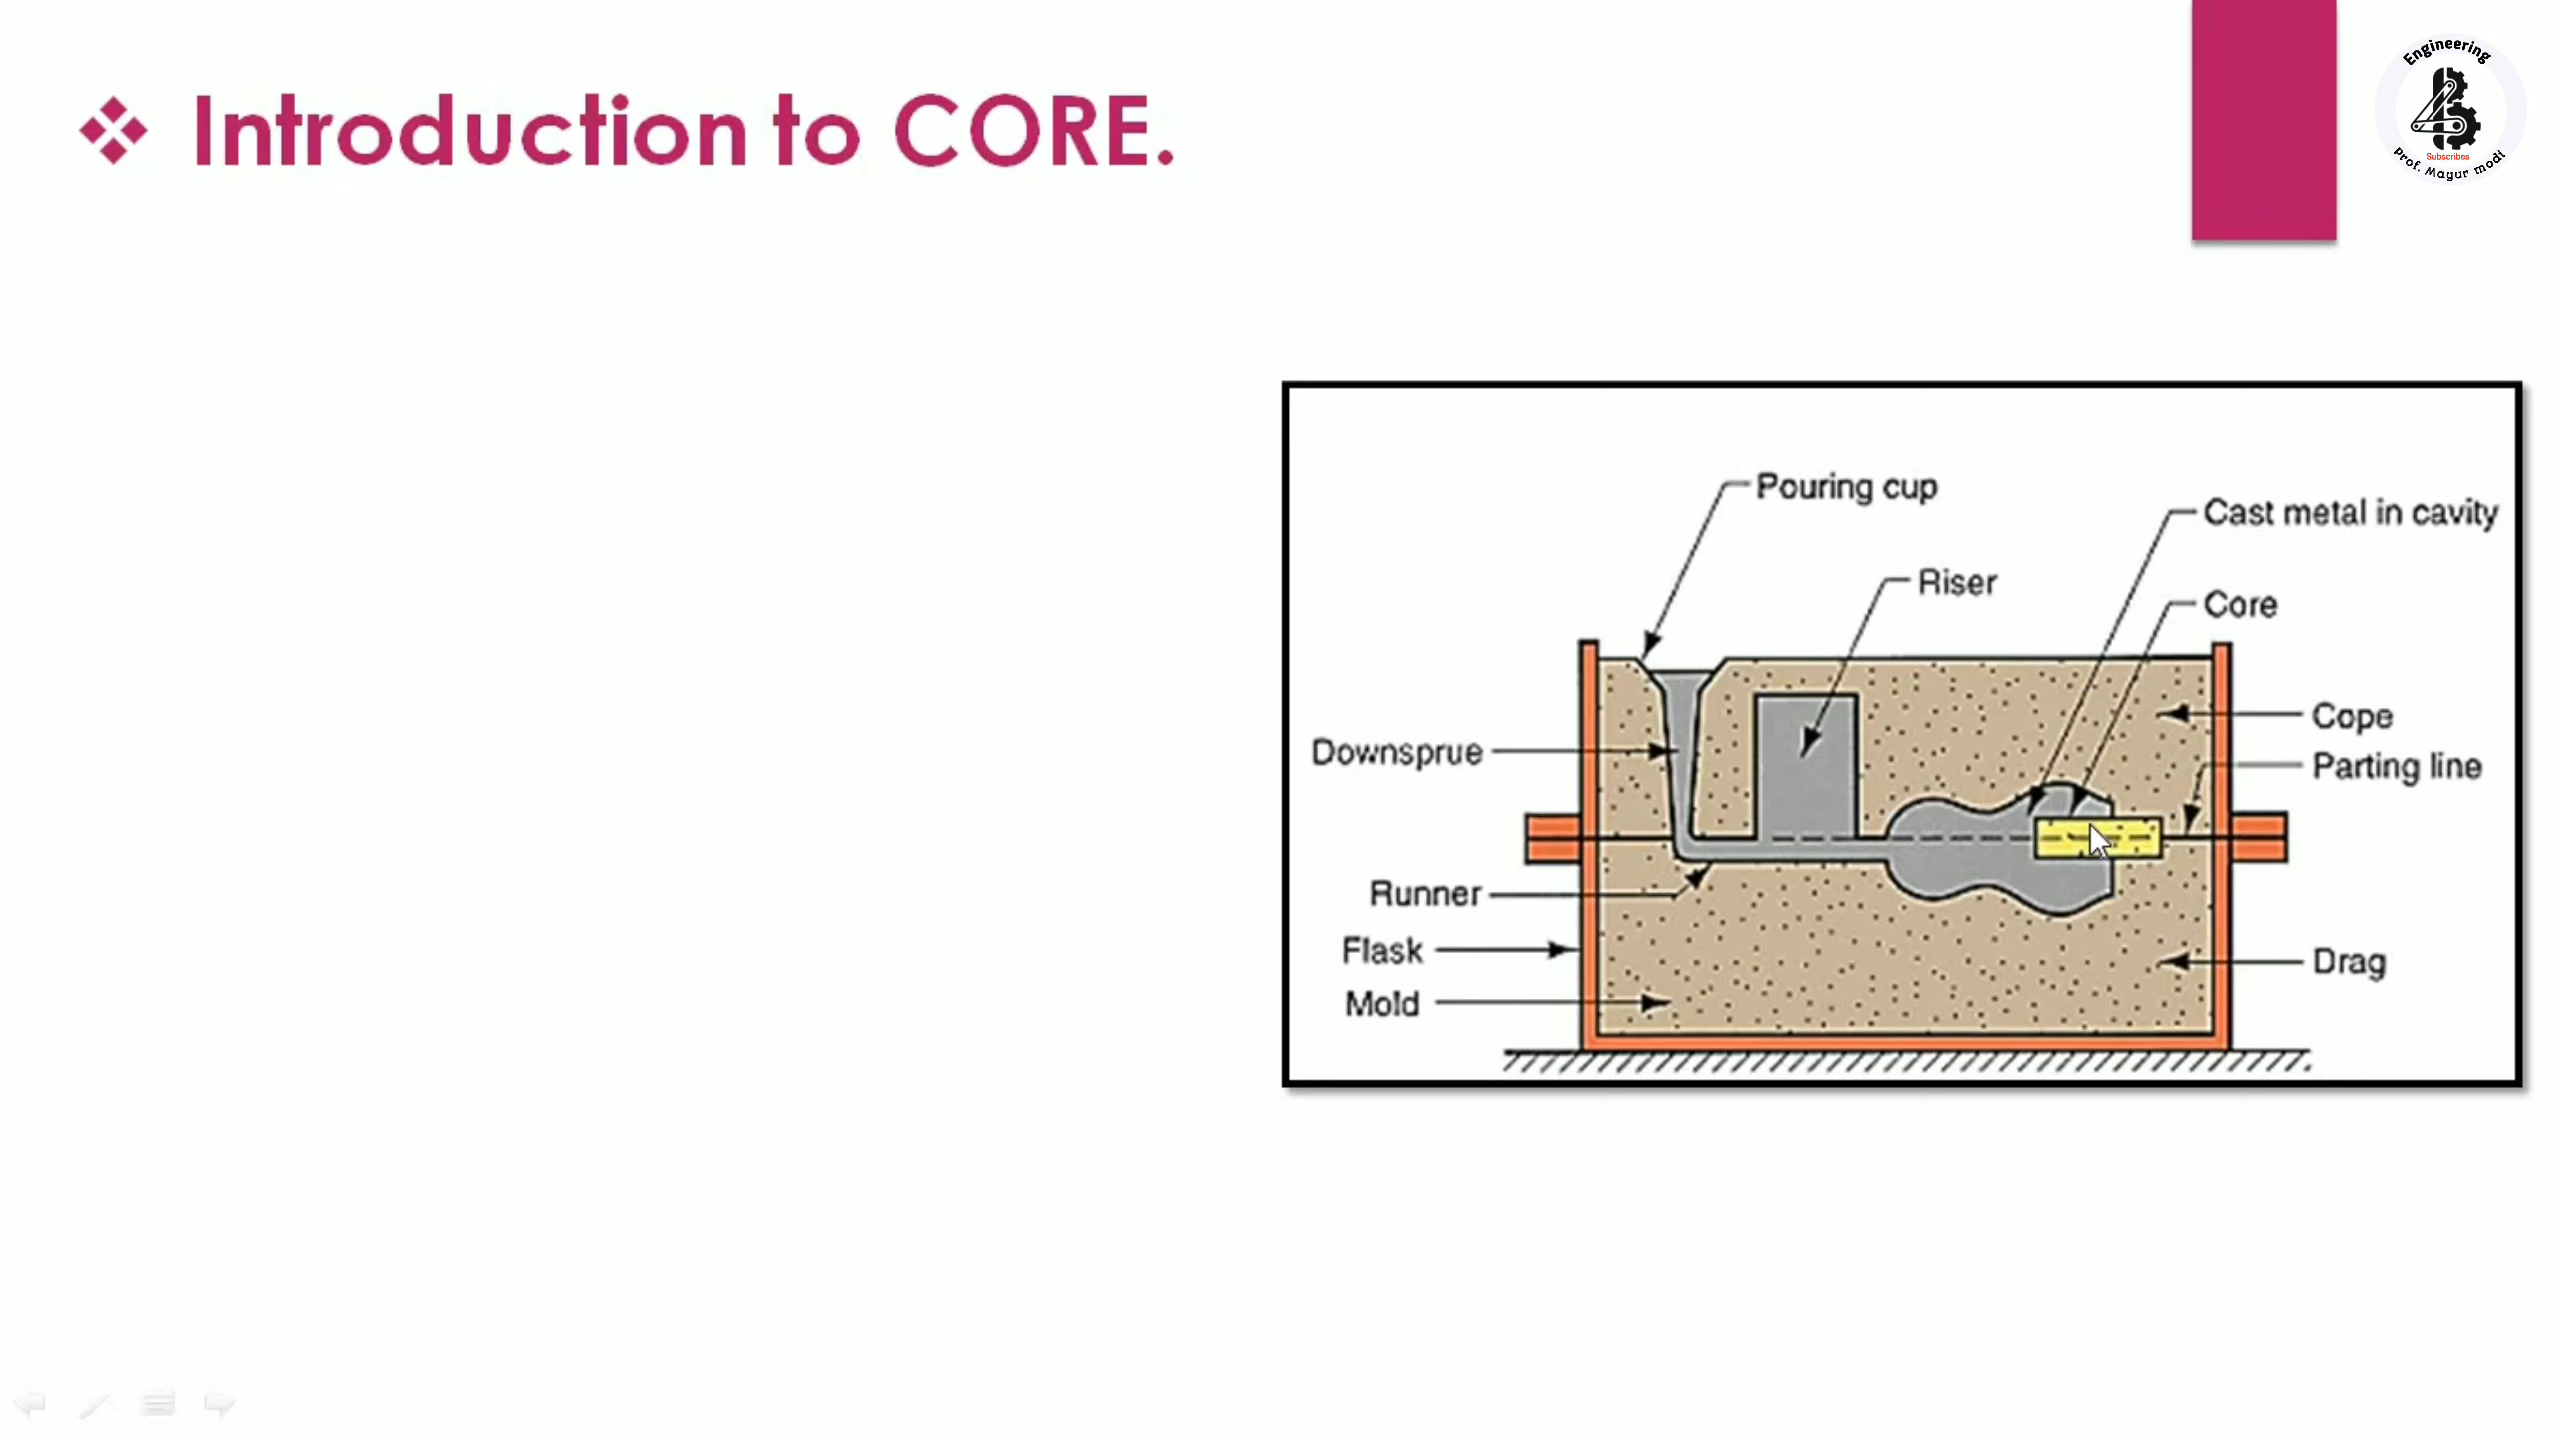 Introduction to CORE.
Engineering
Subscribes
Prof. Mayur modi
Pouring cup
Cast metal in cavity
Riser
Core
Cope
Downsprue
Parting line
Runner
Flask
Drag
Mold